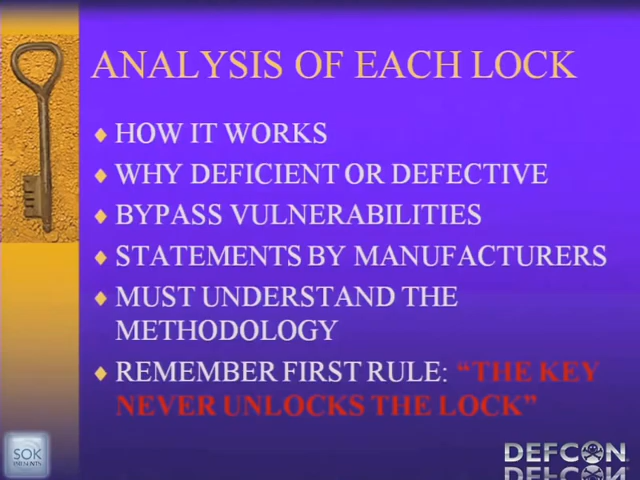 ANALYSIS OF EACH LOCK
HOW IT WORKS
WHY DEFICIENT OR DEFECTIVE
BYPASS VULNERABILITIES
STATEMENTS BY MANUFACTURERS
MUST UNDERSTAND THE
METHODOLOGY
REMEMBER FIRST RULE: “THE KEY
NEVER UNLOCKS THE LOCK”
SOK
PRESENTS
DEFCON